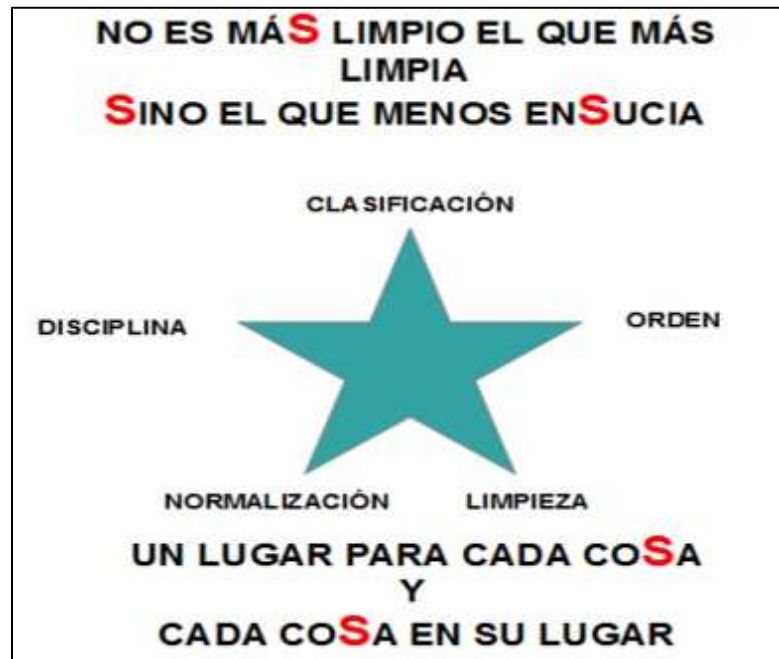 NO ES MÁS LIMPIO EL QUE MÁS
LIMPIA
SINO EL QUE MENOS ENSUCIA
CLASIFICACIÓN
DISCIPLINA
ORDEN
NORMALIZACIÓN
LIMPIEZA
UN LUGAR PARA CADA COSA
Y
CADA COSA EN SU LUGAR